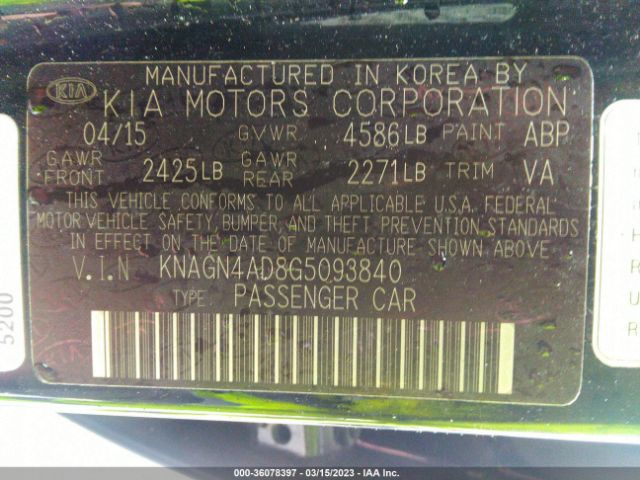 MANUFACTURED IN KOREA BY
KIA KIA MOTORS CORPORATION
04/15 GVWR 4586LB PAINT ABP
GAWR FRONT 2425LB GAWR REAR 2271LB TRIM VA
THIS VEHICLE CONFORMS TO ALL APPLICABLE U.S.A. FEDERAL
MOTOR VEHICLE SAFETY, BUMPER, AND THEFT PREVENTION STANDARDS
IN EFFECT ON THE DATE OF MANUFACTURE SHOWN ABOVE.
V.I.N KNAGN4AD8G5093840
TYPE: PASSENGER CAR
5200
000-36078397 - 03/15/2023 - IAA Inc.